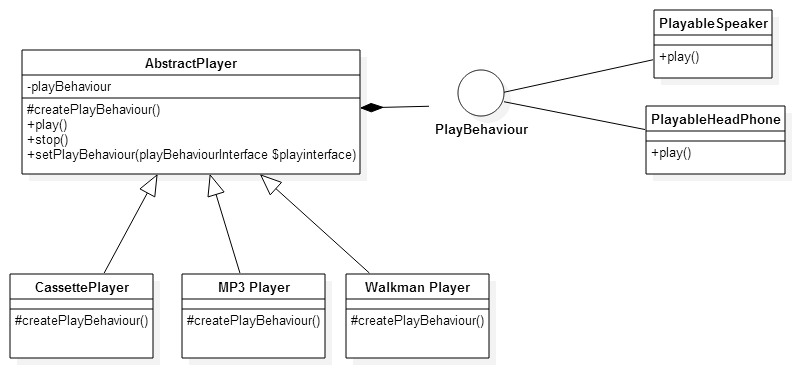 AbstractPlayer
-playBehaviour
#createPlayBehaviour()
+play()
+stop()
+setPlayBehaviour(playBehaviourInterface $playinterface)
PlayBehaviour
PlayableSpeaker
+play()
PlayableHeadPhone
+play()
CassettePlayer
#createPlayBehaviour()
MP3 Player
#createPlayBehaviour()
Walkman Player
#createPlayBehaviour()